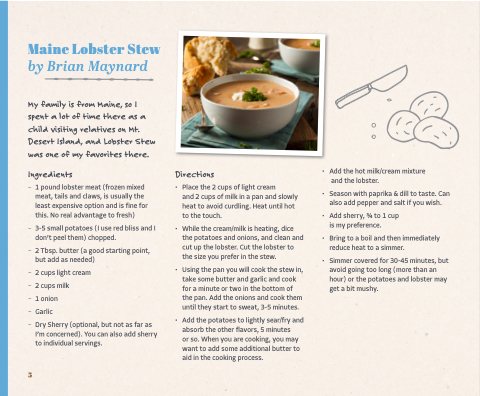 Maine Lobster Stew
by Brian Maynard
My family is from Maine, so I
spent a lot of time there as a
child visiting relatives on Mt.
Desert Island, and Lobster Stew
was one of my favorites there.
Ingredients
- 1 pound lobster meat (frozen mixed
meat, tails and claws, is usually the
least expensive option and is fine for
this. No real advantage to fresh)
- 3-5 small potatoes (I use red bliss and I
don't peel them) chopped.
- 2 Tbsp. butter (a good starting point,
but add as needed)
- 2 cups light cream
- 2 cups milk
- 1 onion
- Garlic
- Dry Sherry (optional, but not as far as
I'm concerned). You can also add sherry
to individual servings.
Directions
• Place the 2 cups of light cream
and 2 cups of milk in a pan and slowly
heat to avoid curdling. Heat until hot
to the touch.
• While the cream/milk is heating, dice
the potatoes and onions, and clean and
cut up the lobster. Cut the lobster to
the size you prefer in the stew.
• Using the pan you will cook the stew in,
take some butter and garlic and cook
for a minute or two in the bottom of
the pan. Add the onions and cook them
until they start to sweat, 3-5 minutes.
• Add the potatoes to lightly sear/fry and
absorb the other flavors, 5 minutes
or so. When you are cooking, you may
want to add some additional butter to
aid in the cooking process.
• Add the hot milk/cream mixture
and the lobster.
• Season with paprika & dill to taste. Can
also add pepper and salt if you wish.
• Add sherry, ¾ to 1 cup
is my preference.
• Bring to a boil and then immediately
reduce heat to a simmer.
• Simmer covered for 30-45 minutes, but
avoid going too long (more than an
hour) or the potatoes and lobster may
get a bit mushy.
5